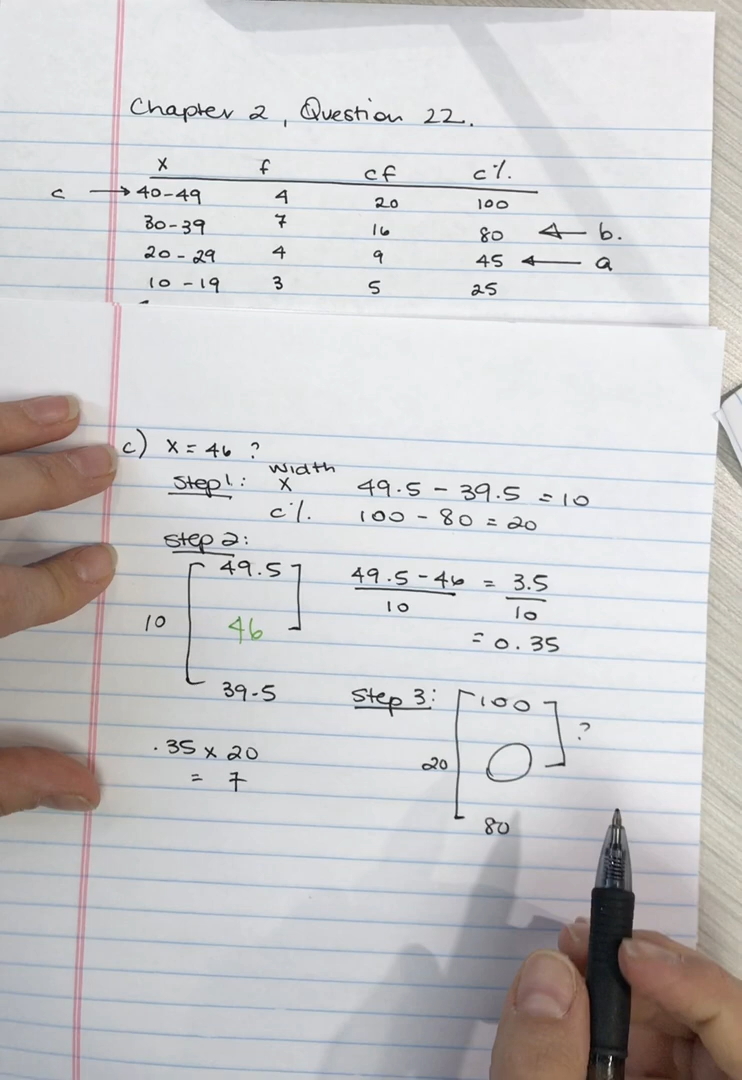 Chapter 2, Question 22.
x f cf c%.
c → 40-49 4 20 100
30-39 7 16 80 ← b.
20-29 4 9 45 ← a
10-19 3 5 25
c) x = 46 ?
Step 1: width
x 49.5 - 39.5 = 10
c%. 100 - 80 = 20
Step 2:
49.5
10 46
39.5
49.5-46 = 3.5
10 10
= 0.35
Step 3: 100
?
20
80
.35 x 20
= 7